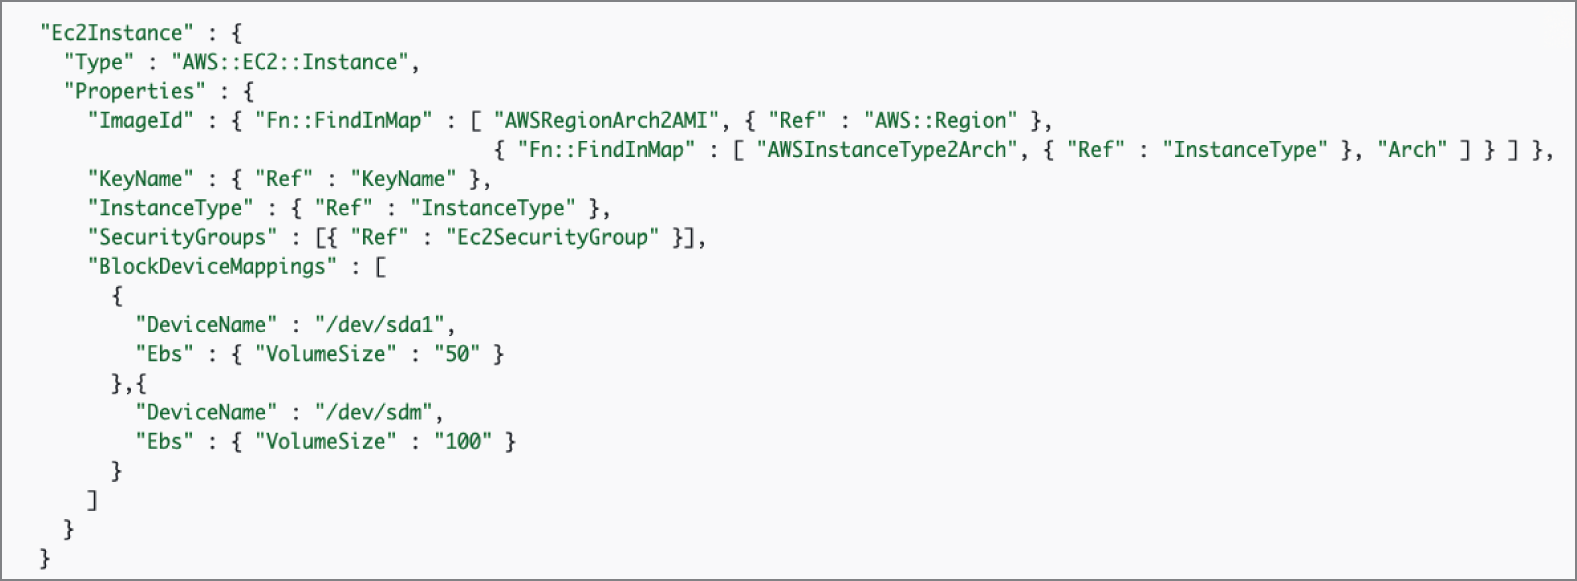 "Ec2Instance" : {
"Type" : "AWS::EC2::Instance",
"Properties" : {
"ImageId" : { "Fn::FindInMap" : [ "AWSRegionArch2AMI", { "Ref" : "AWS::Region" },
{ "Fn::FindInMap" : [ "AWSInstanceType2Arch", { "Ref" : "InstanceType" }, "Arch" ] } ] },
"KeyName" : { "Ref" : "KeyName" },
"InstanceType" : { "Ref" : "InstanceType" },
"SecurityGroups" : [{ "Ref" : "Ec2SecurityGroup" }],
"BlockDeviceMappings" : [
{
"DeviceName" : "/dev/sda1",
"Ebs" : { "VolumeSize" : "50" }
},{
"DeviceName" : "/dev/sdm",
"Ebs" : { "VolumeSize" : "100" }
}
]
}
}